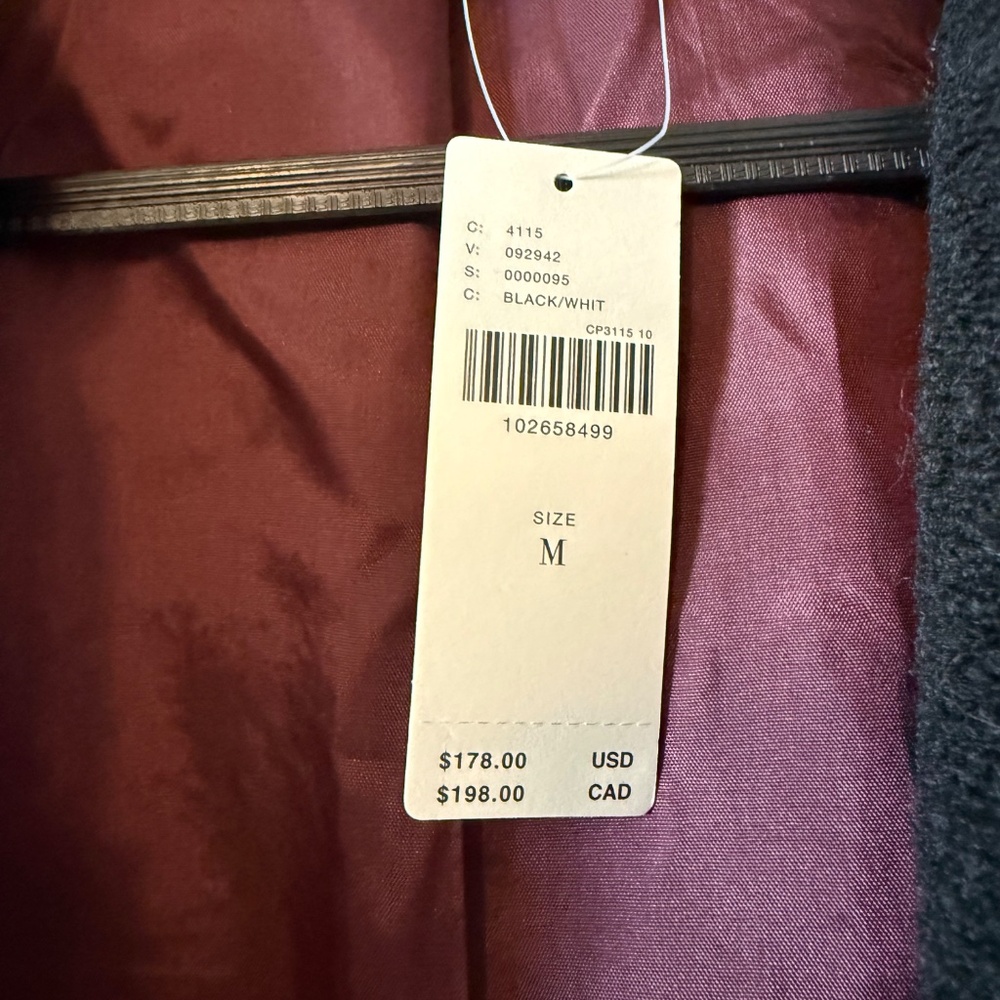 C: 4115
V: 092942
S: 0000095
C: BLACK/WHIT
CP3115 10
102658499
SIZE
M
$178.00 USD
$198.00 CAD